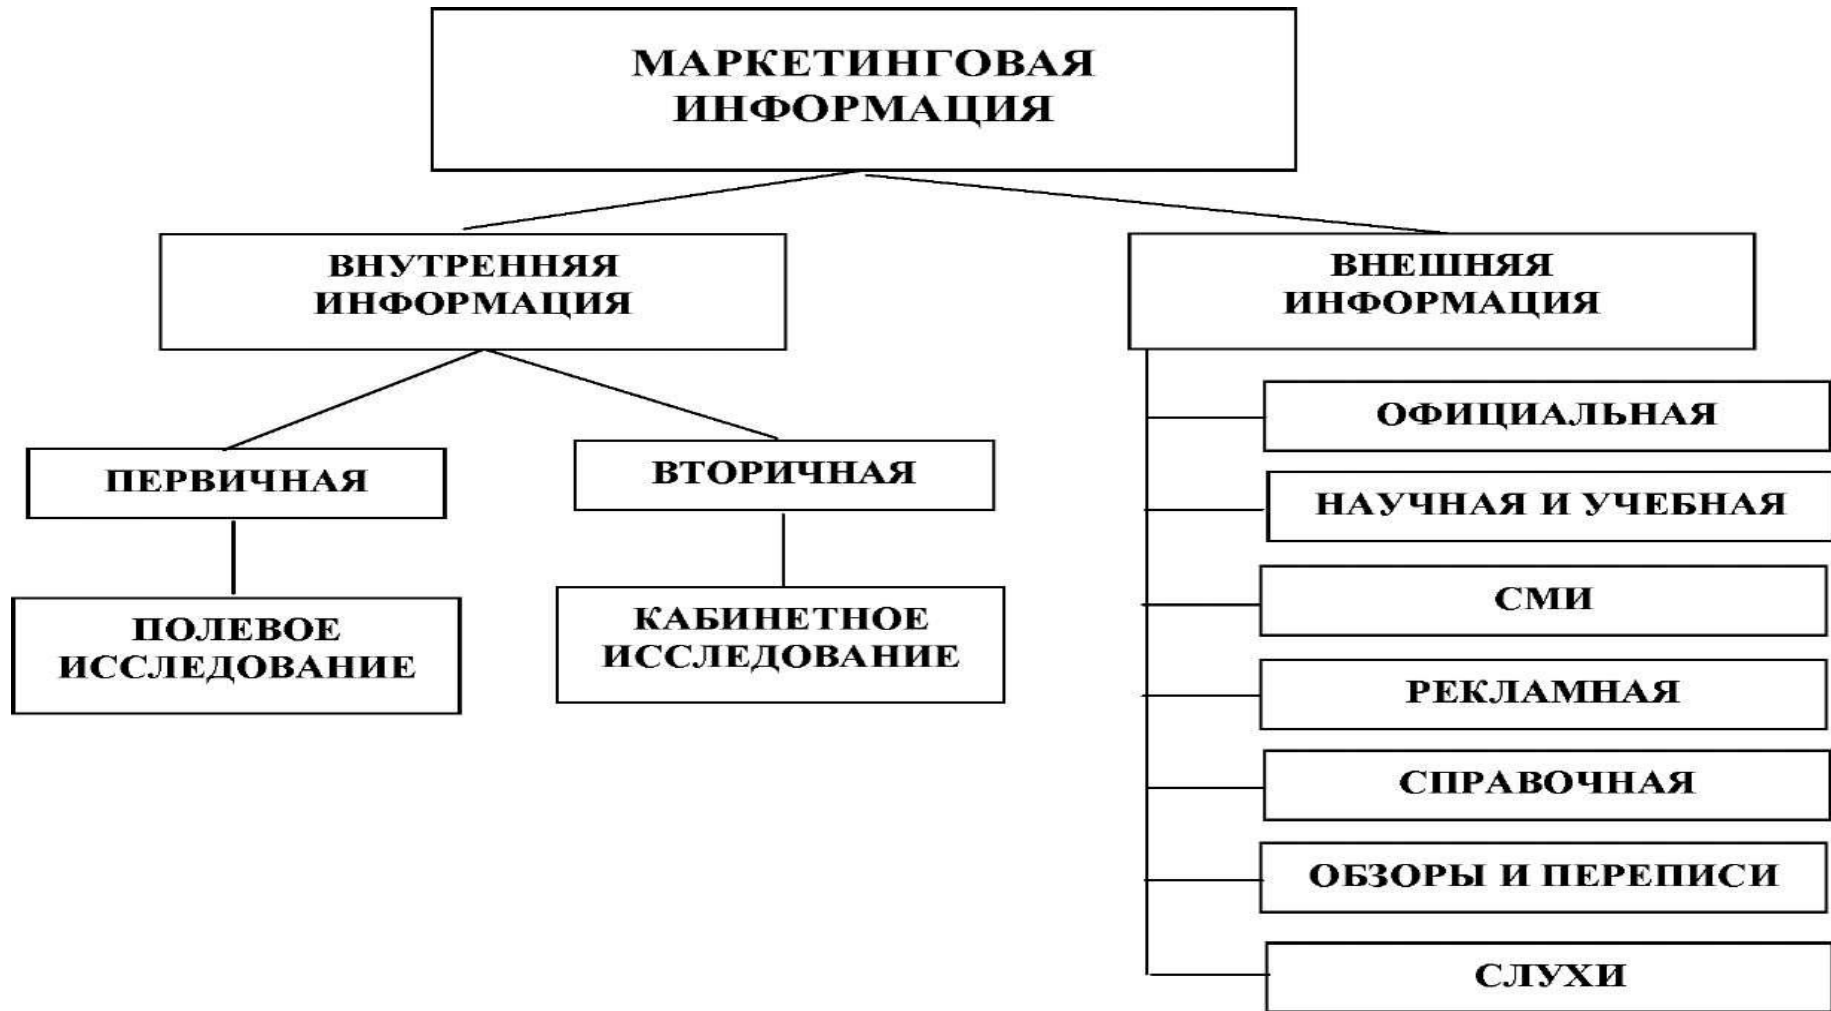 МАРКЕТИНГОВАЯ
ИНФОРМАЦИЯ
ВНУТРЕННЯЯ
ИНФОРМАЦИЯ
ВНЕШНЯЯ
ИНФОРМАЦИЯ
ПЕРВИЧНАЯ
ВТОРИЧНАЯ
ПОЛЕВОЕ
ИССЛЕДОВАНИЕ
КАБИНЕТНОЕ
ИССЛЕДОВАНИЕ
ОФИЦИАЛЬНАЯ
НАУЧНАЯ И УЧЕБНАЯ
СМИ
РЕКЛАМНАЯ
СПРАВОЧНАЯ
ОБЗОРЫ И ПЕРЕПИСИ
СЛУХИ